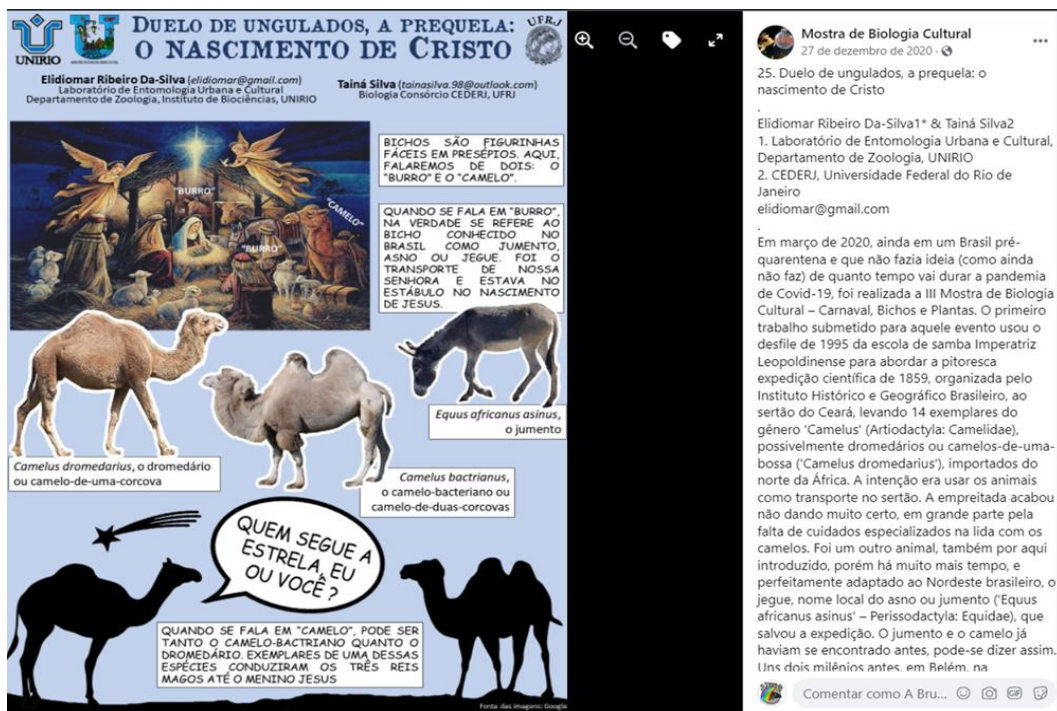 UNIRIO
DUELO DE UNGULADOS, A PREQUELA:
O NASCIMENTO DE CRISTO
UFRJ
Elidiomar Ribeiro Da-Silva (elidiomar@gmail.com)
Laboratório de Entomologia Urbana e Cultural
Departamento de Zoologia, Instituto de Biociências, UNIRIO
Tainá Silva (tainasilva.98@outlook.com)
Biologia Consórcio CEDERJ, UFRJ
"BURRO"
"CAMELO"
"BURRO"
BICHOS SÃO FIGURINHAS
FÁCEIS EM PRESÉPIOS. AQUI,
FALAREMOS DE DOIS: O
"BURRO" E O "CAMELO".
QUANDO SE FALA EM "BURRO",
NA VERDADE SE REFERE AO
BICHO CONHECIDO NO
BRASIL COMO JUMENTO,
ASNO OU JEGUE. FOI O
TRANSPORTE DE NOSSA
SENHORA E ESTAVA NO
ESTÁBULO NO NASCIMENTO
DE JESUS.
Equus africanus asinus,
o jumento
Camelus dromedarius, o dromedário
ou camelo-de-uma-corcova
Camelus bactrianus,
o camelo-bacteriano ou
camelo-de-duas-corcovas
QUEM SEGUE A
ESTRELA, EU
OU VOCÊ?
QUANDO SE FALA EM "CAMELO", PODE SER
TANTO O CAMELO-BACTRIANO QUANTO O
DROMEDÁRIO. EXEMPLARES DE UMA DESSAS
ESPÉCIES CONDUZIRAM OS TRÊS REIS
MAGOS ATÉ O MENINO JESUS
Fonte das imagens: Google
Mostra de Biologia Cultural
27 de dezembro de 2020 ·
25. Duelo de ungulados, a prequela: o
nascimento de Cristo
.
Elidiomar Ribeiro Da-Silva1* & Tainá Silva2
1. Laboratório de Entomologia Urbana e Cultural,
Departamento de Zoologia, UNIRIO
2. CEDERJ, Universidade Federal do Rio de
Janeiro
elidiomar@gmail.com
.
Em março de 2020, ainda em um Brasil pré-
quarentena e que não fazia ideia (como ainda
não faz) de quanto tempo vai durar a pandemia
de Covid-19, foi realizada a III Mostra de Biologia
Cultural – Carnaval, Bichos e Plantas. O primeiro
trabalho submetido para aquele evento usou o
desfile de 1995 da escola de samba Imperatriz
Leopoldinense para abordar a pitoresca
expedição científica de 1859, organizada pelo
Instituto Histórico e Geográfico Brasileiro, ao
sertão do Ceará, levando 14 exemplares do
gênero 'Camelus' (Artiodactyla: Camelidae),
possivelmente dromedários ou camelos-de-uma-
bossa ('Camelus dromedarius'), importados do
norte da África. A intenção era usar os animais
como transporte no sertão. A empreitada acabou
não dando muito certo, em grande parte pela
falta de cuidados especializados na lida com os
camelos. Foi um outro animal, também por aqui
introduzido, porém há muito mais tempo, e
perfeitamente adaptado ao Nordeste brasileiro, o
jegue, nome local do asno ou jumento ('Equus
africanus asinus' – Perissodactyla: Equidae), que
salvou a expedição. O jumento e o camelo já
haviam se encontrado antes, pode-se dizer assim.
Uns dois milênios antes, em Belém, na
Comentar como A Bru...
GIF